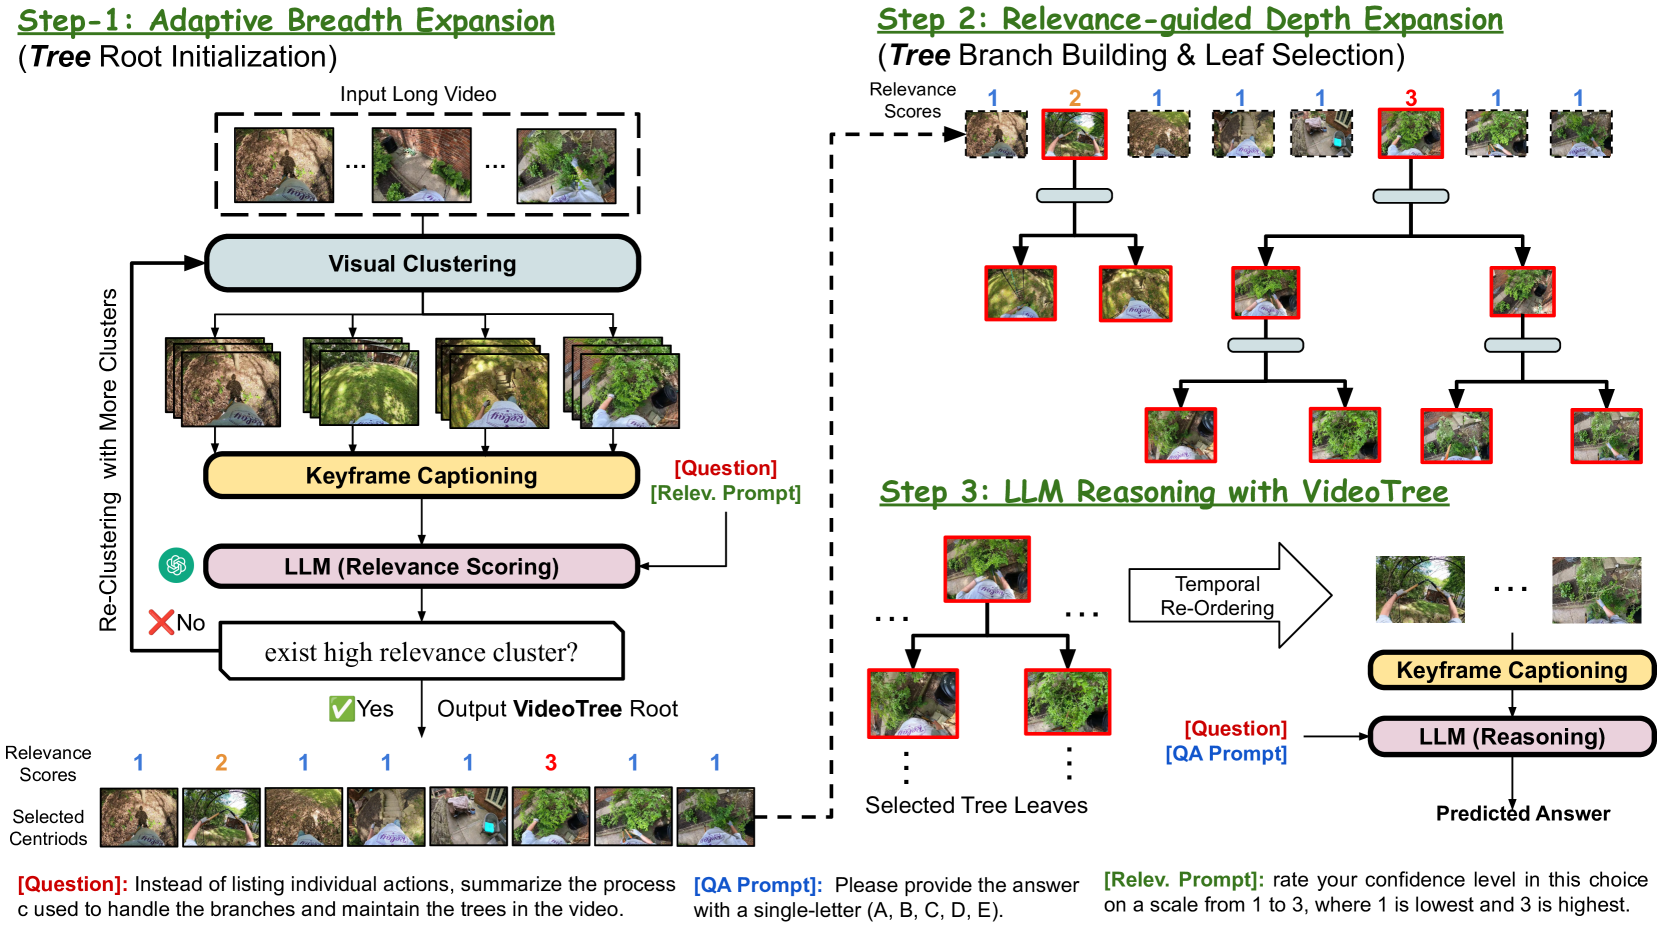 Step-1: Adaptive Breadth Expansion
(Tree Root Initialization)
Input Long Video
... ...
Visual Clustering
Re-Clustering with More Clusters
Keyframe Captioning
[Question]
[Relev. Prompt]
LLM (Relevance Scoring)
❌No
exist high relevance cluster?
✅Yes
Output VideoTree Root
Relevance
Scores
1 2 1 1 1 3 1 1
Selected
Centriods
Step 2: Relevance-guided Depth Expansion
(Tree Branch Building & Leaf Selection)
Relevance
Scores
1 2 1 1 1 3 1 1
Step 3: LLM Reasoning with VideoTree
... ...
Selected Tree Leaves
Temporal
Re-Ordering
...
Keyframe Captioning
[Question]
[QA Prompt]
LLM (Reasoning)
Predicted Answer
[Question]: Instead of listing individual actions, summarize the process
c used to handle the branches and maintain the trees in the video.
[QA Prompt]: Please provide the answer
with a single-letter (A, B, C, D, E).
[Relev. Prompt]: rate your confidence level in this choice
on a scale from 1 to 3, where 1 is lowest and 3 is highest.